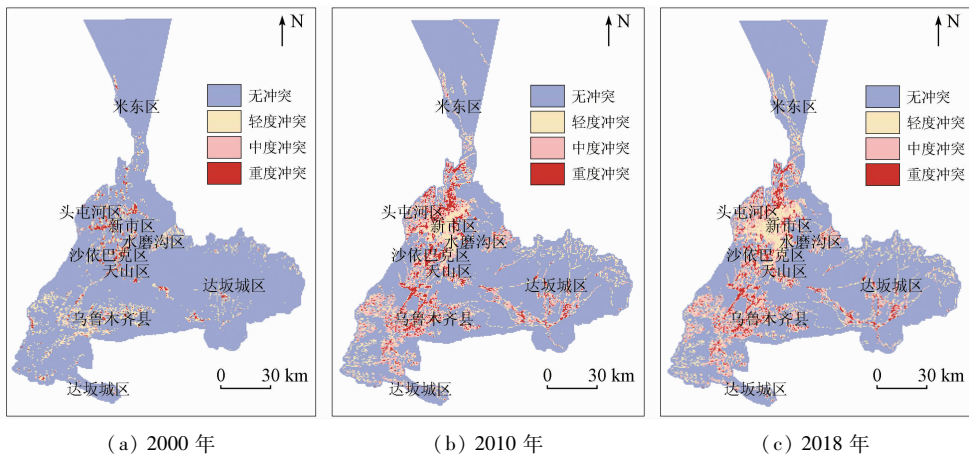 N
米东区
无冲突
轻度冲突
中度冲突
重度冲突
头屯河区
新市区
水磨沟区
沙依巴克区
天山区
达坂城区
乌鲁木齐县
达坂城区
0 30 km
(a) 2000 年
N
米东区
无冲突
轻度冲突
中度冲突
重度冲突
头屯河区
新市区
水磨沟区
沙依巴克区
天山区
达坂城区
乌鲁木齐县
达坂城区
0 30 km
(b) 2010 年
N
米东区
无冲突
轻度冲突
中度冲突
重度冲突
头屯河区
新市区
水磨沟区
沙依巴克区
天山区
达坂城区
乌鲁木齐县
达坂城区
0 30 km
(c) 2018 年